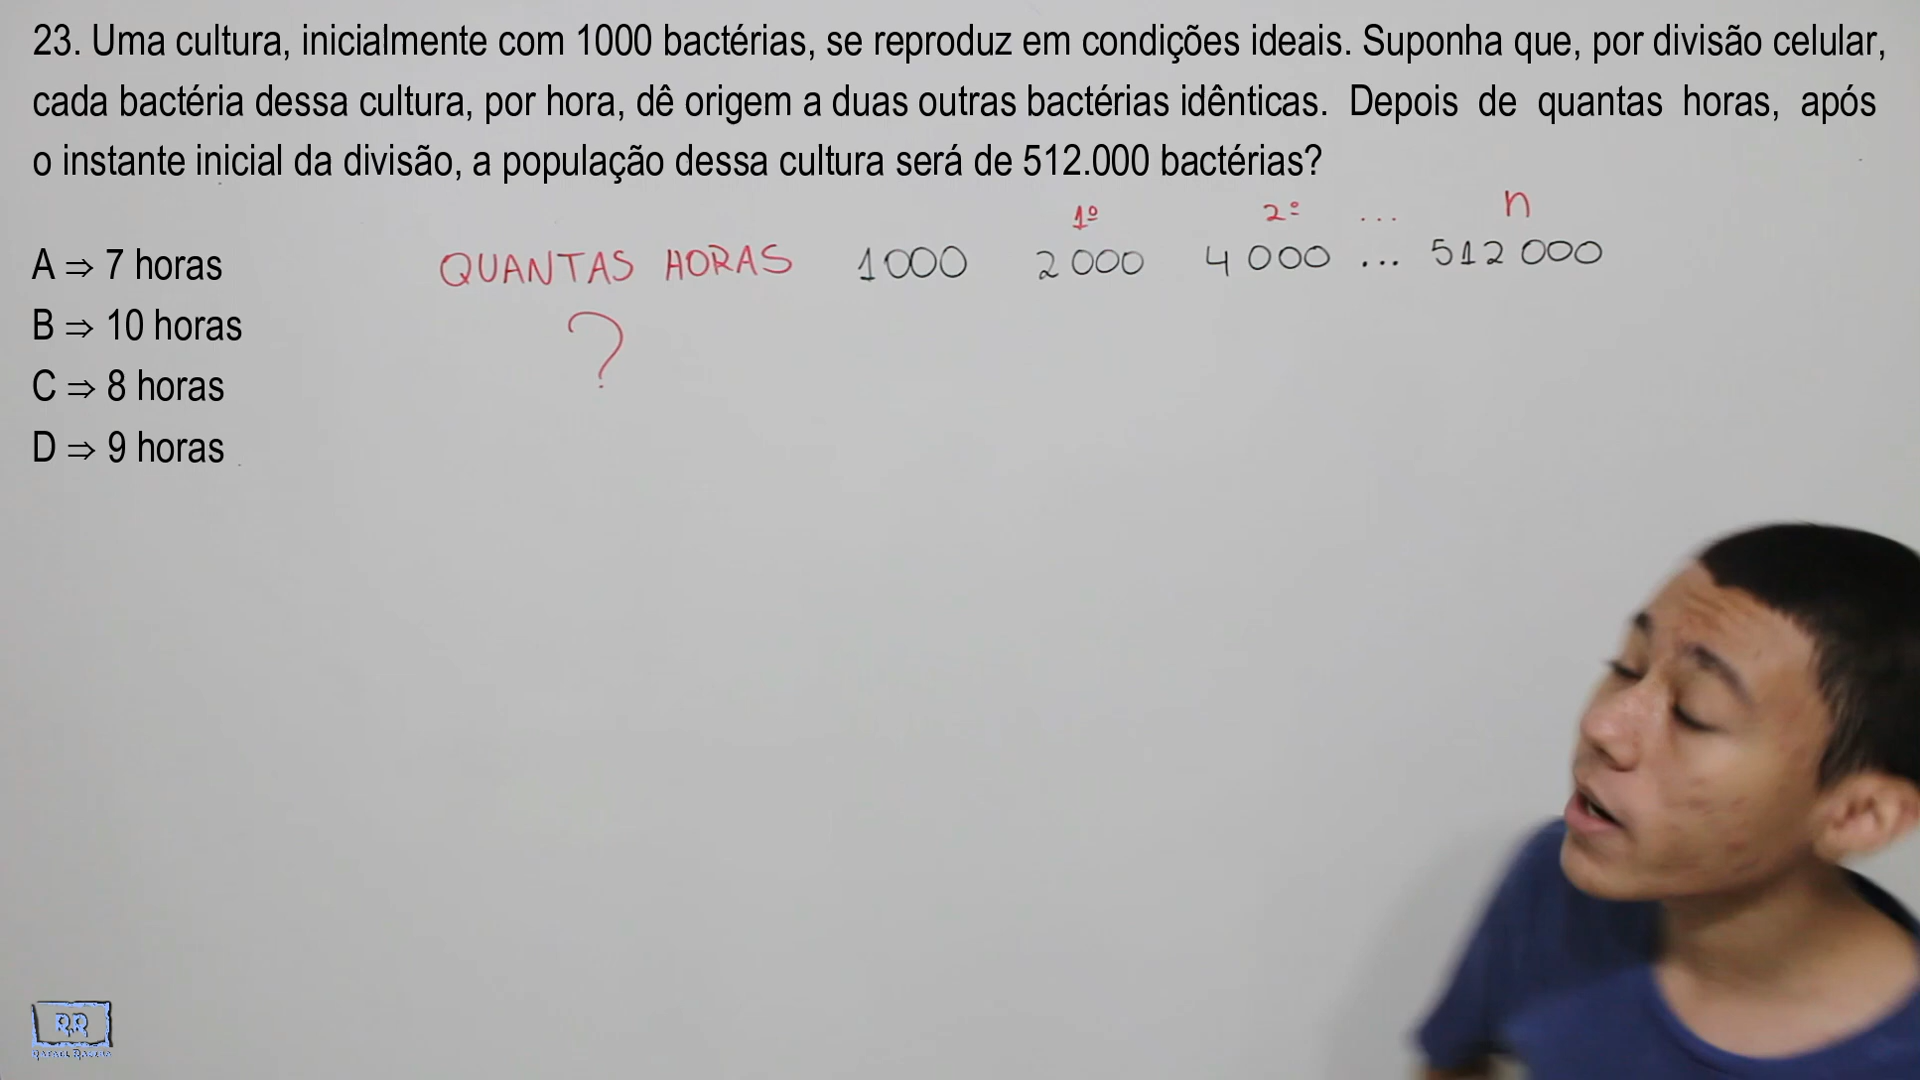 23. Uma cultura, inicialmente com 1000 bactérias, se reproduz em condições ideais. Suponha que, por divisão celular,
cada bactéria dessa cultura, por hora, dê origem a duas outras bactérias idênticas. Depois de quantas horas, após
o instante inicial da divisão, a população dessa cultura será de 512.000 bactérias?
1º 2º ... n
A ⇒ 7 horas
QUANTAS HORAS 1000 2000 4000 ... 512000
?
B ⇒ 10 horas
C ⇒ 8 horas
D ⇒ 9 horas
RR